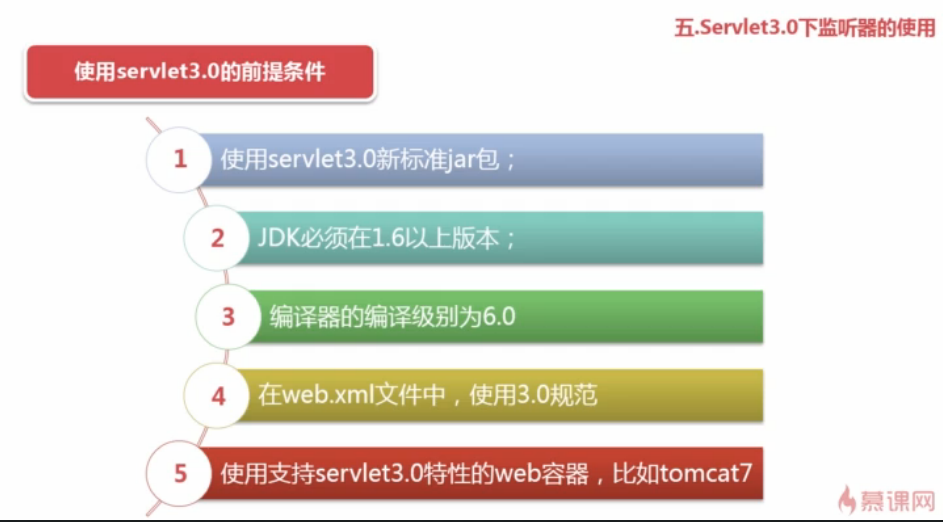 五.Servlet3.0下监听器的使用
使用servlet3.0的前提条件
1 使用servlet3.0新标准jar包；
2 JDK必须在1.6以上版本；
3 编译器的编译级别为6.0
4 在web.xml文件中，使用3.0规范
5 使用支持servlet3.0特性的web容器，比如tomcat7
慕课网